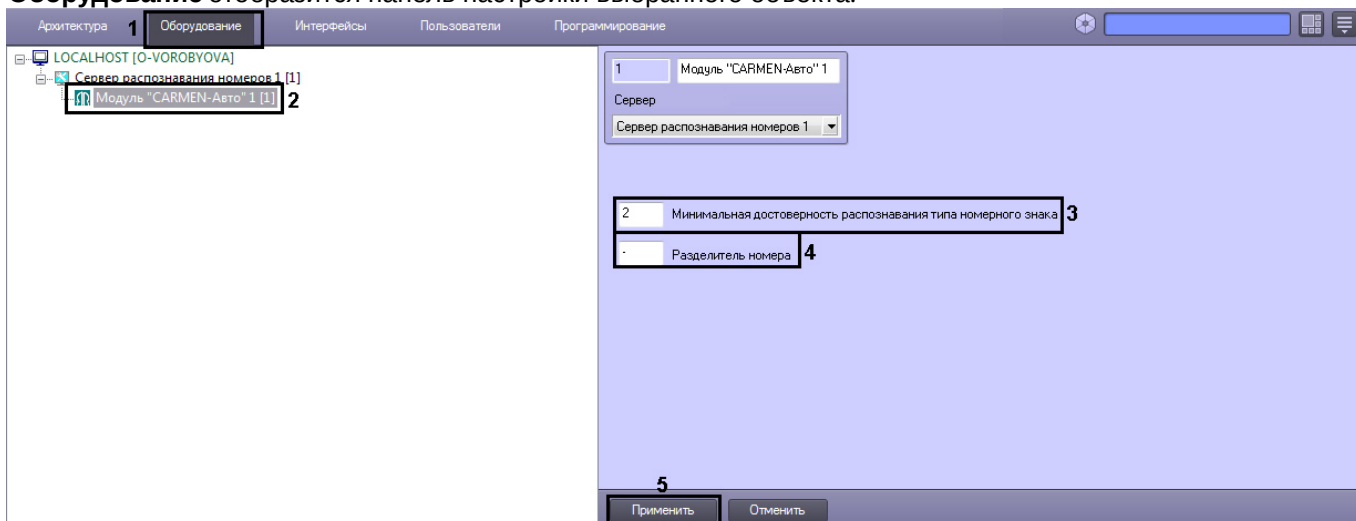 Оборудование отобразится панель настройки выбранного объекта.
Архитектура 1 Оборудование Интерфейсы Пользователи Программирование
LOCALHOST [O-VOROBYOVA]
Сервер распознавания номеров 1 [1]
Модуль "CARMEN-Авто" 1 [1] 2
1 Модуль "CARMEN-Авто" 1
Сервер
Сервер распознавания номеров 1
2 Минимальная достоверность распознавания типа номерного знака 3
- Разделитель номера 4
5
Применить Отменить